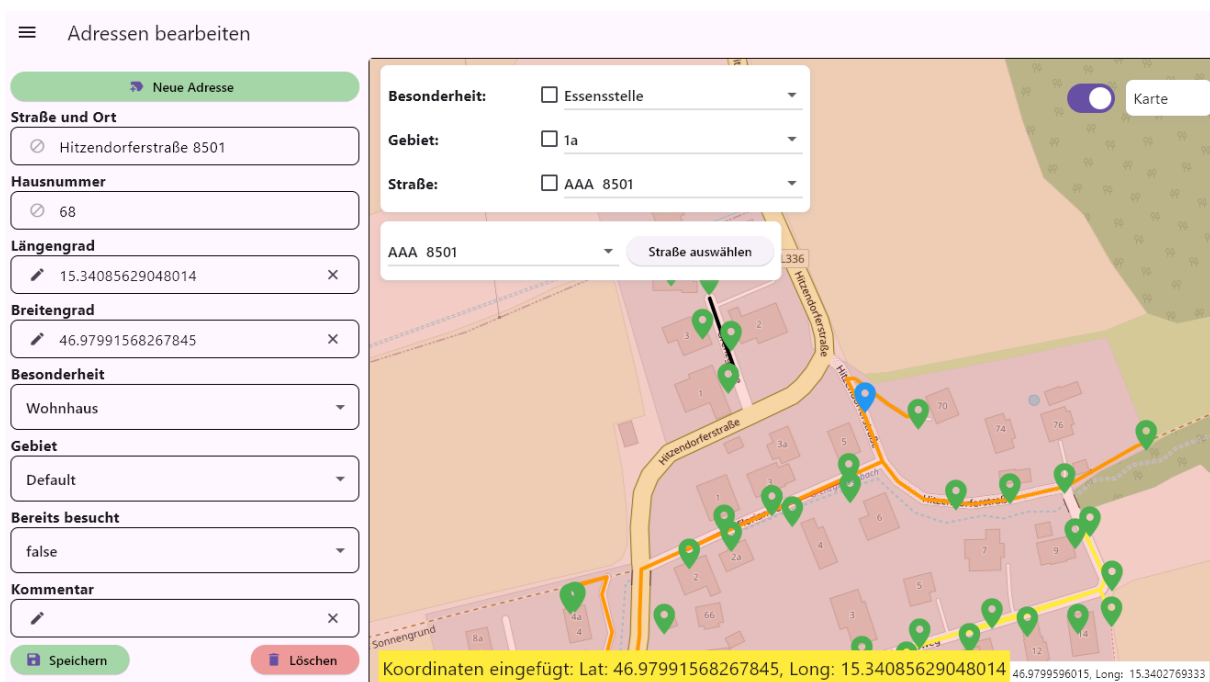 Adressen bearbeiten
Neue Adresse
Straße und Ort
Hitzendorferstraße 8501
Hausnummer
68
Längengrad
15.34085629048014
Breitengrad
46.97991568267845
Besonderheit
Wohnhaus
Gebiet
Default
Bereits besucht
false
Kommentar
Speichern
Löschen
Besonderheit:
Essensstelle
Gebiet:
1a
Straße:
AAA 8501
AAA 8501
Straße auswählen
Karte
L336
Hitzendorferstraße
3
2
1
Hitzendorferstraße
70
74
76
Hitzendorferstraße
3a
5
1
3
Hitzendorferstraße
6
4
2a
2
7
9
5
4a
4
66
3
Sonnengrund
8a
14
12
Koordinaten eingefügt: Lat: 46.97991568267845, Long: 15.34085629048014
46.9799596015, Long: 15.3402769333